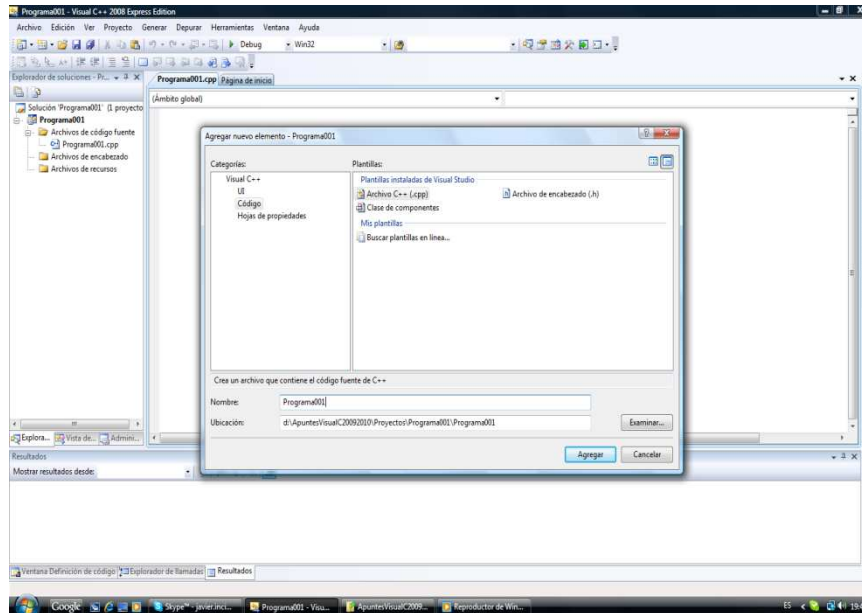 Programa001 - Visual C++ 2008 Express Edition
Archivo Edición Ver Proyecto Generar Depurar Herramientas Ventana Ayuda
Debug Win32
Explorador de soluciones - Pr...
Programa001.cpp Página de inicio
(Ámbito global)
Solución 'Programa001' (1 proyecto
Programa001
Archivos de código fuente
Programa001.cpp
Archivos de encabezado
Archivos de recursos
Agregar nuevo elemento - Programa001
Categorías:
Plantillas:
Visual C++
UI
Código
Hojas de propiedades
Plantillas instaladas de Visual Studio
Archivo C++ (.cpp)
Archivo de encabezado (.h)
Clase de componentes
Mis plantillas
Buscar plantillas en línea...
Crea un archivo que contiene el código fuente de C++
Nombre: Programa001
Ubicación: d:\ApuntesVisualC20092010\Proyectos\Programa001\Programa001
Examinar...
Agregar Cancelar
Explora... Vista de... Admini...
Resultados
Mostrar resultados desde:
Ventana Definición de código Explorador de llamadas Resultados
Google Skype™ - javier.inci... Programa001 - Visu... ApuntesVisualC2009... Reproductor de Win... ES